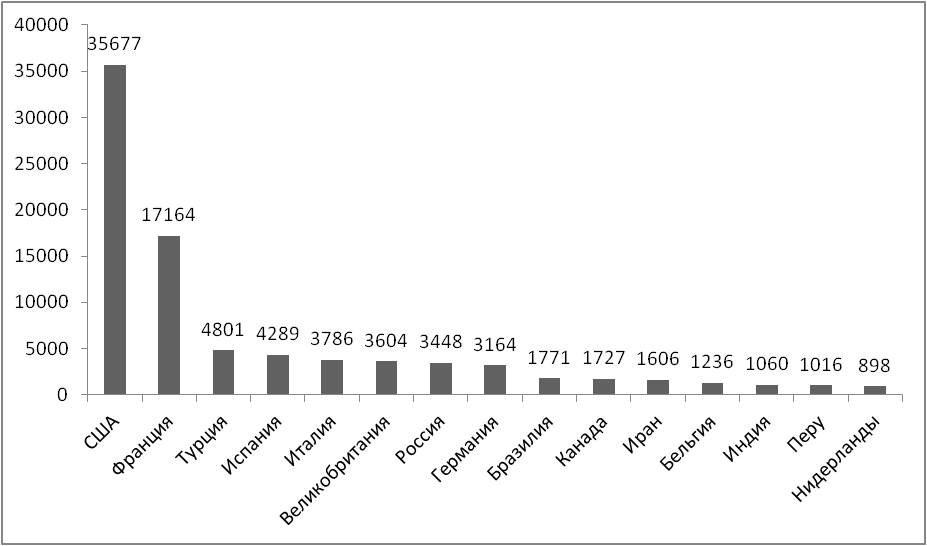 40000
35000
30000
25000
20000
15000
10000
5000
0
35677
17164
4801
4289
3786
3604
3448
3164
1771
1727
1606
1236
1060
1016
898
США
Франция
Турция
Испания
Италия
Великобритания
Россия
Германия
Бразилия
Канада
Иран
Бельгия
Индия
Перу
Нидерланды